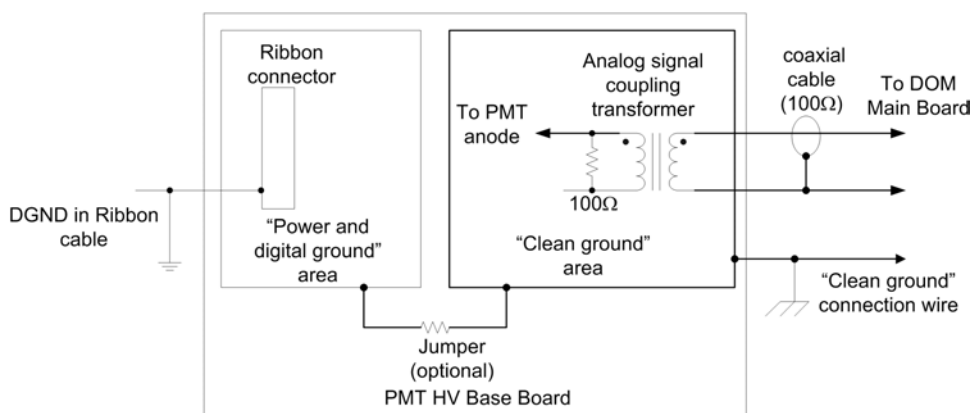 Ribbon
connector
DGND in Ribbon
cable
“Power and
digital ground”
area
Analog signal
coupling
transformer
To PMT
anode
100Ω
“Clean ground”
area
coaxial
cable
(100Ω)
To DOM
Main Board
“Clean ground”
connection wire
Jumper
(optional)
PMT HV Base Board